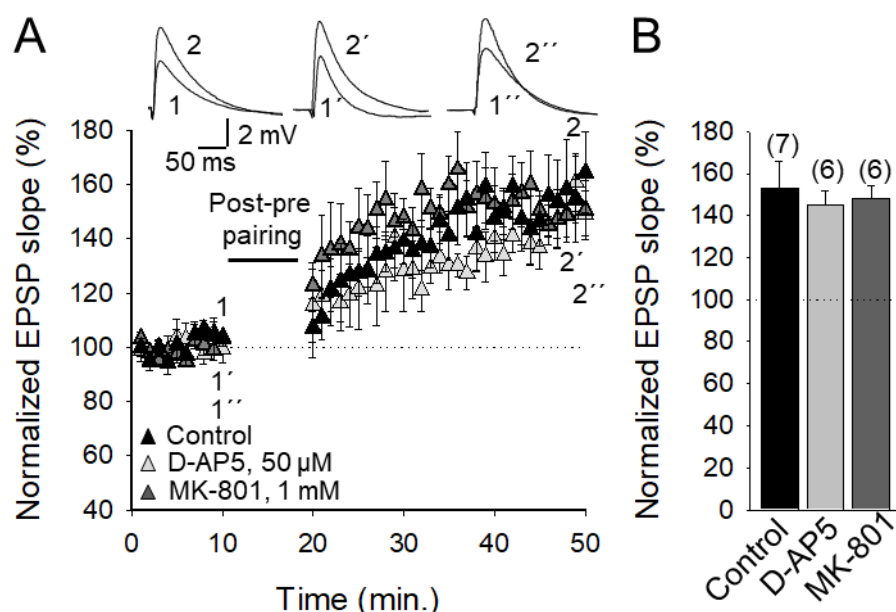 A
2
1
2´
1´
2´´
1´´
2 mV
50 ms
Normalized EPSP slope (%)
180
160
140
120
100
80
60
40
Post-pre
pairing
1
1´
1´´
2
2´
2´´
Control
D-AP5, 50 µM
MK-801, 1 mM
0
10
20
30
40
50
Time (min.)
B
Normalized EPSP slope (%)
180
160
140
120
100
80
60
40
20
0
(7)
(6)
(6)
Control
D-AP5
MK-801